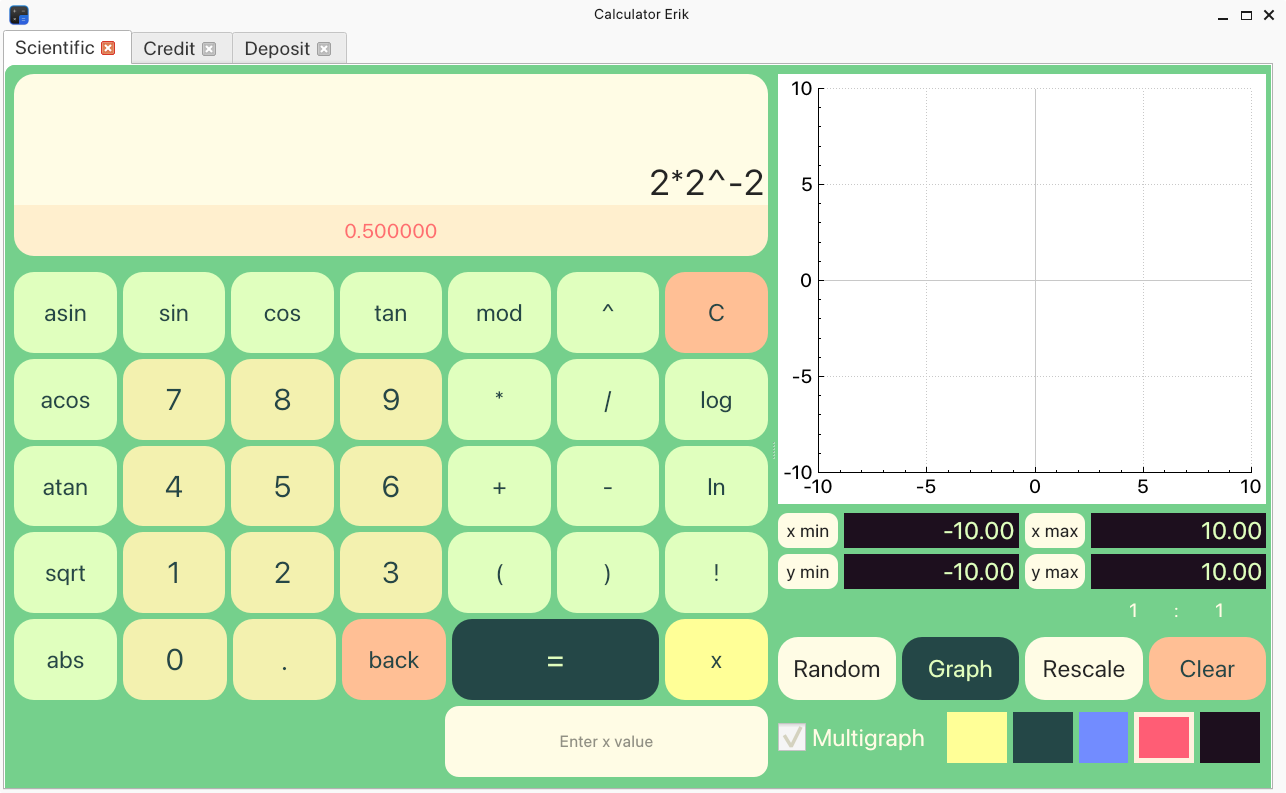 Calculator Erik
Scientific Credit Deposit
2*2^-2
0.500000
asin sin cos tan mod ^ C
acos 7 8 9 * / log
atan 4 5 6 + - ln
sqrt 1 2 3 ( ) !
abs 0 . back = x
Enter x value
10
5
0
-5
-10
-10 -5 0 5 10
x min -10.00 x max 10.00
y min -10.00 y max 10.00
1 : 1
Random Graph Rescale Clear
Multigraph